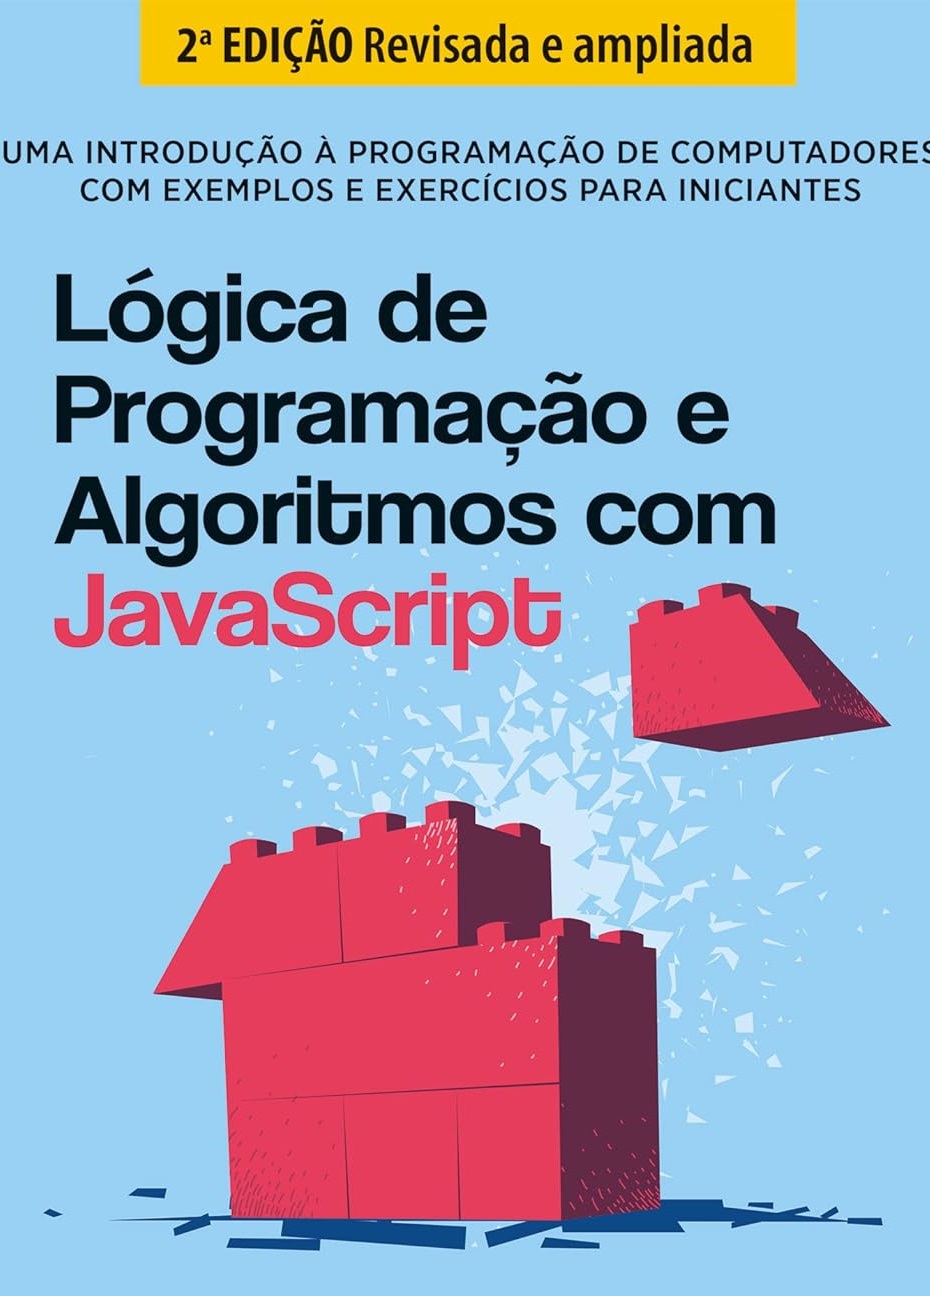 2ª EDIÇÃO Revisada e ampliada
UMA INTRODUÇÃO À PROGRAMAÇÃO DE COMPUTADORES
COM EXEMPLOS E EXERCÍCIOS PARA INICIANTES
Lógica de
Programação e
Algoritmos com
JavaScript